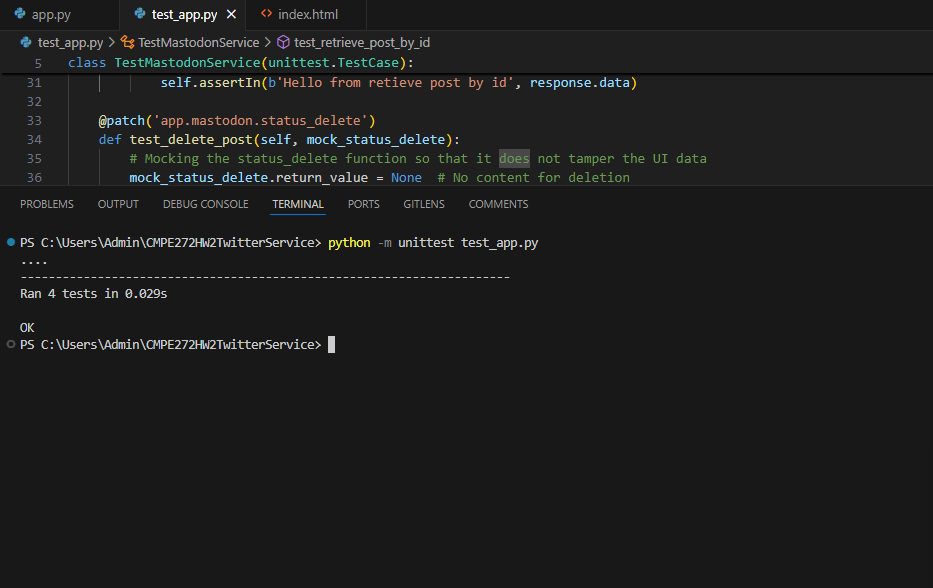 app.py test_app.py index.html
test_app.py > TestMastodonService > test_retrieve_post_by_id
5 class TestMastodonService(unittest.TestCase):
31 self.assertIn(b'Hello from retieve post by id', response.data)
32
33 @patch('app.mastodon.status_delete')
34 def test_delete_post(self, mock_status_delete):
35 # Mocking the status_delete function so that it does not tamper the UI data
36 mock_status_delete.return_value = None # No content for deletion
PROBLEMS OUTPUT DEBUG CONSOLE TERMINAL PORTS GITLENS COMMENTS
PS C:\Users\Admin\CMPE272HW2TwitterService> python -m unittest test_app.py
....
----------------------------------------------------------------------
Ran 4 tests in 0.029s
OK
PS C:\Users\Admin\CMPE272HW2TwitterService>